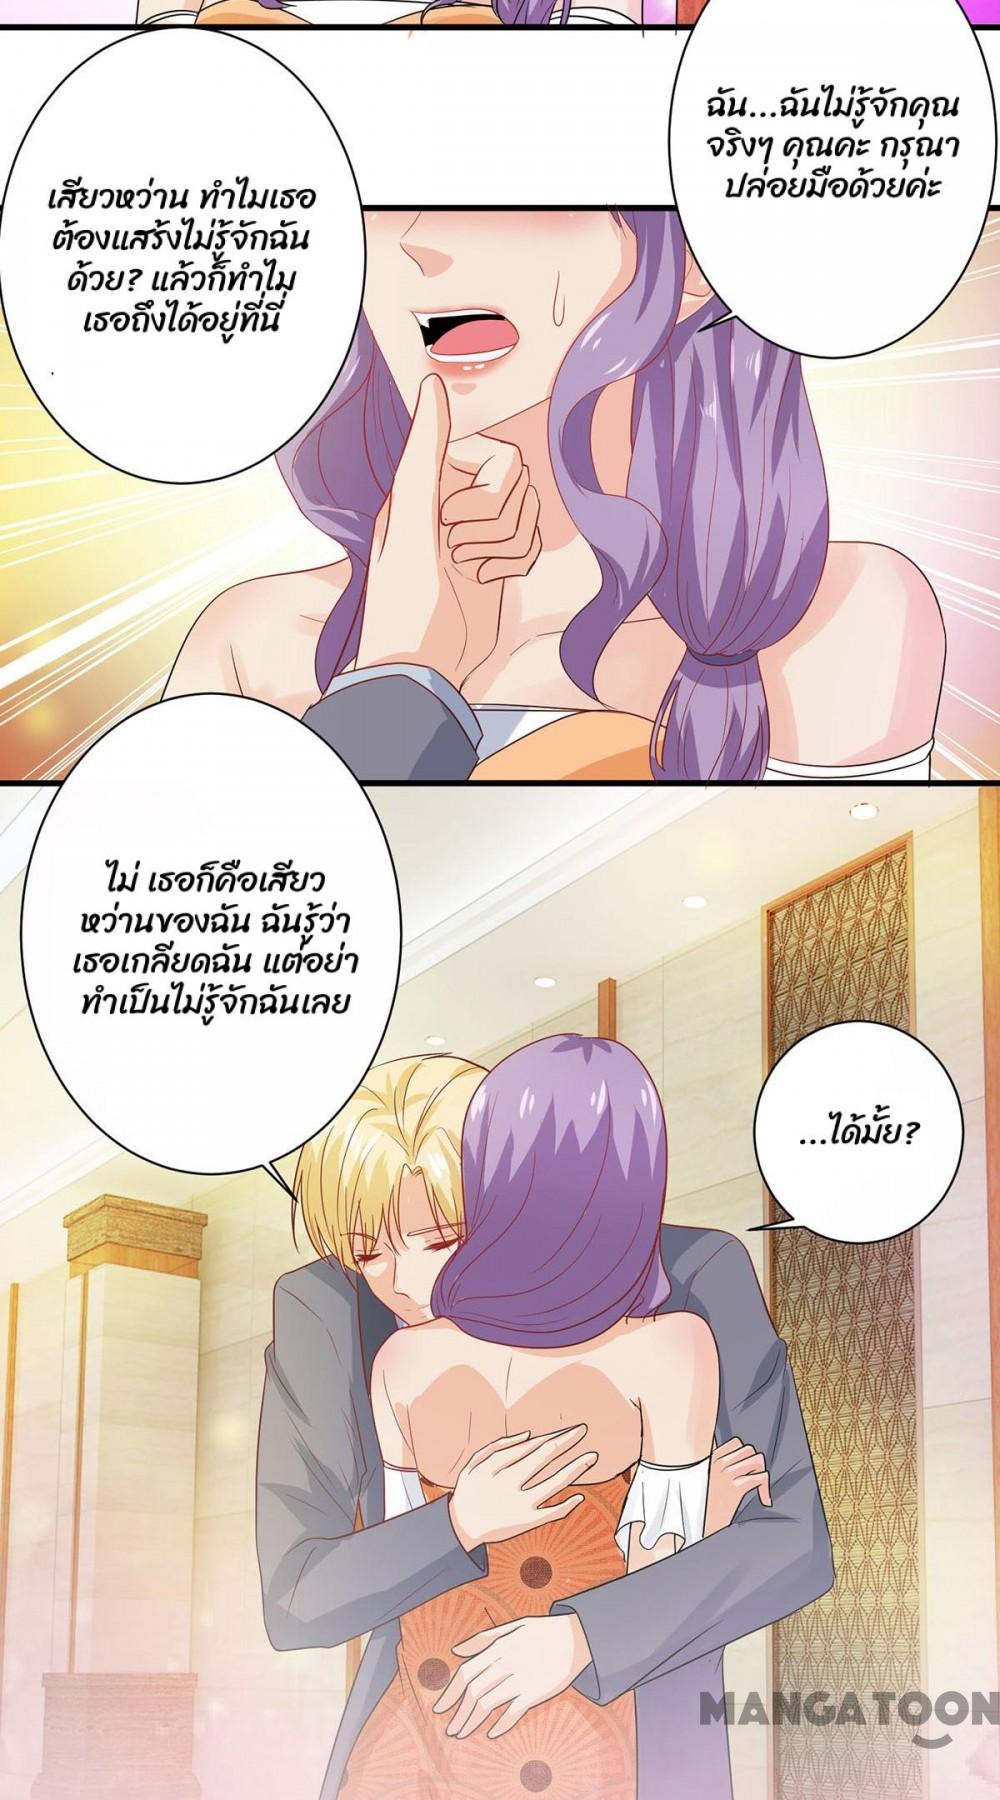 ฉัน...ฉันไม่รู้จักคุณ
จริงๆ คุณคะ กรุณา
ปล่อยมือด้วยค่ะ
เสียวหว่าน ทำไมเธอ
ต้องแสร้งไม่รู้จักฉัน
ด้วย? แล้วก็ทำไม
เธอถึงได้อยู่ที่นี่
ไม่ เธอก็คือเสียว
หว่านของฉัน ฉันรู้ว่า
เธอเกลียดฉัน แต่อย่า
ทำเป็นไม่รู้จักฉันเลย
...ได้มั้ย?
MANGATOON